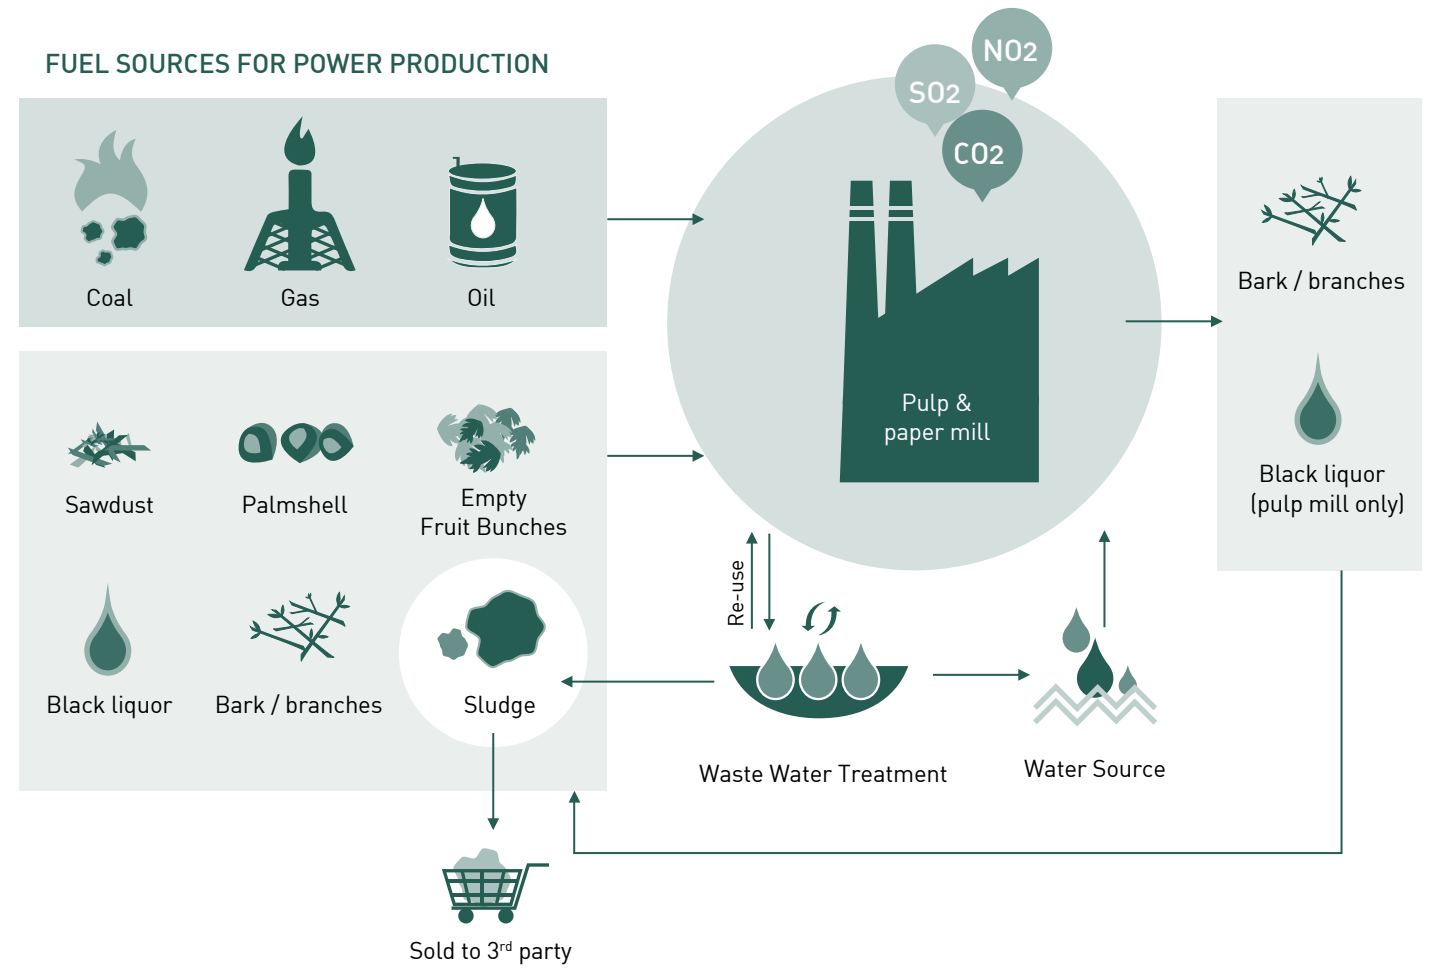 FUEL SOURCES FOR POWER PRODUCTION
NO2
SO2
CO2
Coal
Gas
Oil
Bark / branches
Pulp &
paper mill
Black liquor
(pulp mill only)
Sawdust
Palmshell
Empty
Fruit Bunches
Re-use
Black liquor
Bark / branches
Sludge
Waste Water Treatment
Water Source
Sold to 3rd party